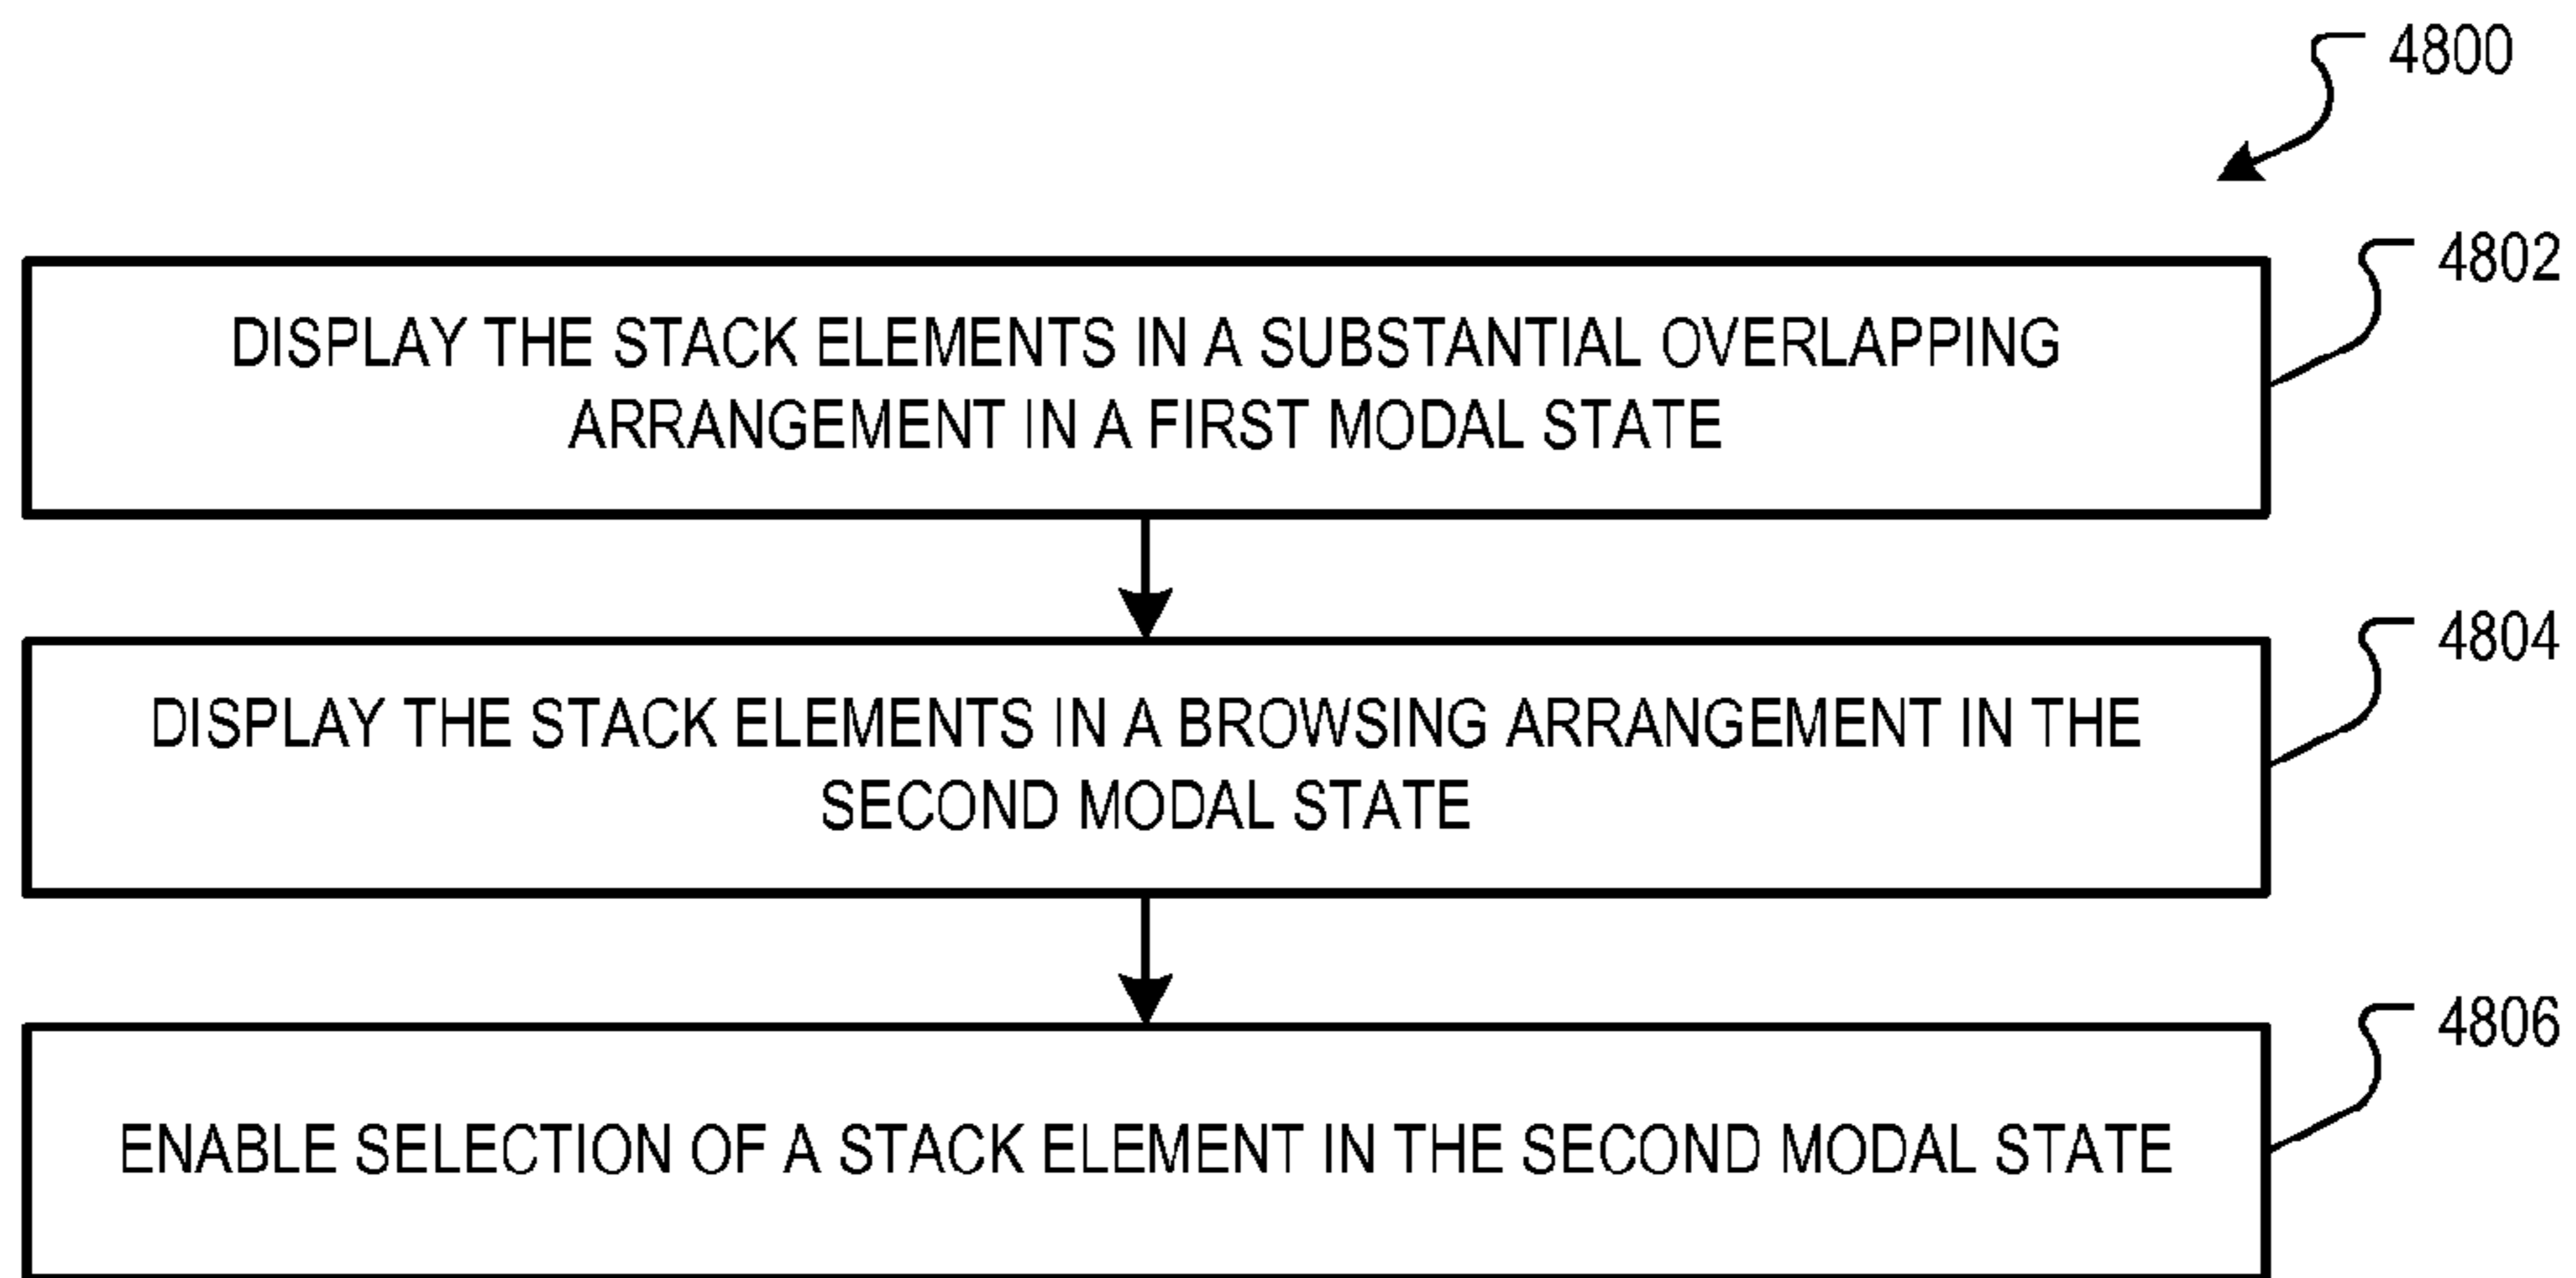 4800
4802
DISPLAY THE STACK ELEMENTS IN A SUBSTANTIAL OVERLAPPING
ARRANGEMENT IN A FIRST MODAL STATE
4804
DISPLAY THE STACK ELEMENTS IN A BROWSING ARRANGEMENT IN THE
SECOND MODAL STATE
4806
ENABLE SELECTION OF A STACK ELEMENT IN THE SECOND MODAL STATE